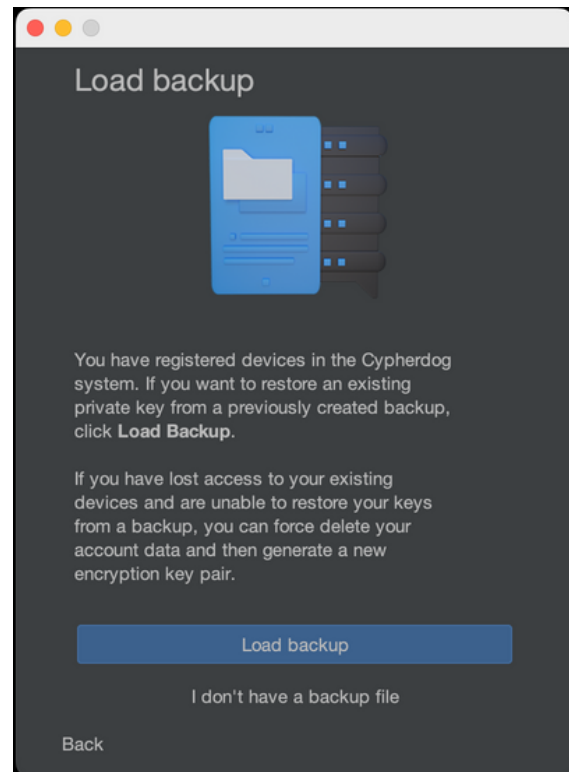 Load backup
You have registered devices in the Cypherdog
system. If you want to restore an existing
private key from a previously created backup,
click Load Backup.
If you have lost access to your existing
devices and are unable to restore your keys
from a backup, you can force delete your
account data and then generate a new
encryption key pair.
Load backup
I don't have a backup file
Back